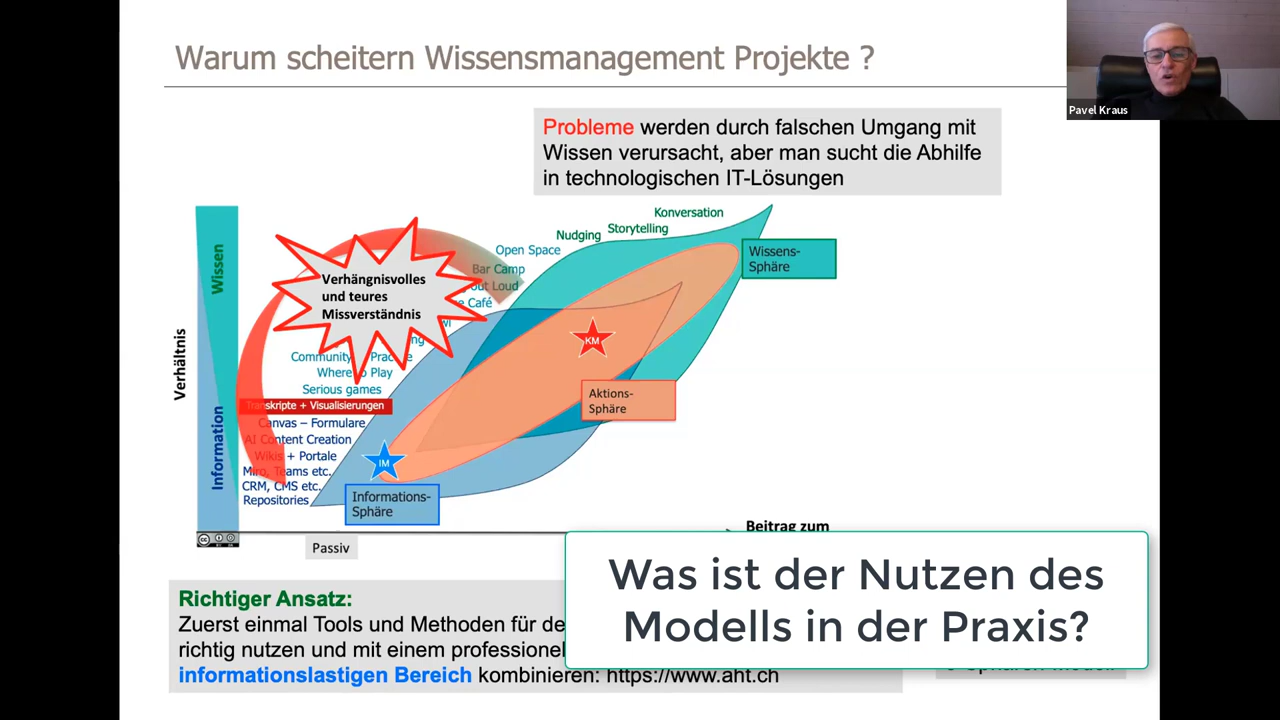 Warum scheitern Wissensmanagement Projekte ?
Pavel Kraus
Probleme werden durch falschen Umgang mit
Wissen verursacht, aber man sucht die Abhilfe
in technologischen IT-Lösungen
Konversation
Storytelling
Nudging
Open Space
Bar Camp
out Loud
Café
Wissens-
Sphäre
Verhängnisvolles
und teures
Missverständnis
Wissen
Information
Verhältnis
KM
Community Practice
Where to Play
Serious games
Transkripte + Visualisierungen
Canvas – Formulare
AI Content Creation
Wikis + Portale
Miro, Teams etc.
CRM, CMS etc.
Repositories
Aktions-
Sphäre
IM
Informations-
Sphäre
Beitrag zum
cc
Passiv
Was ist der Nutzen des
Modells in der Praxis?
Richtiger Ansatz:
Zuerst einmal Tools und Methoden für de
richtig nutzen und mit einem professionel
informationslastigen Bereich kombinieren: https://www.aht.ch